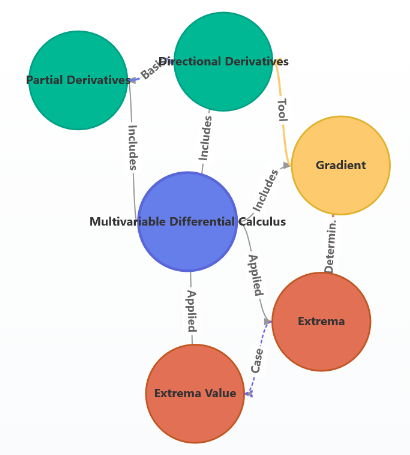 Directional Derivatives
Basis
Partial Derivatives
Tool
Includes
Includes
Gradient
Includes
Multivariable Differential Calculus
Determin.
Applied
Applied
Extrema
Case
Extrema Value